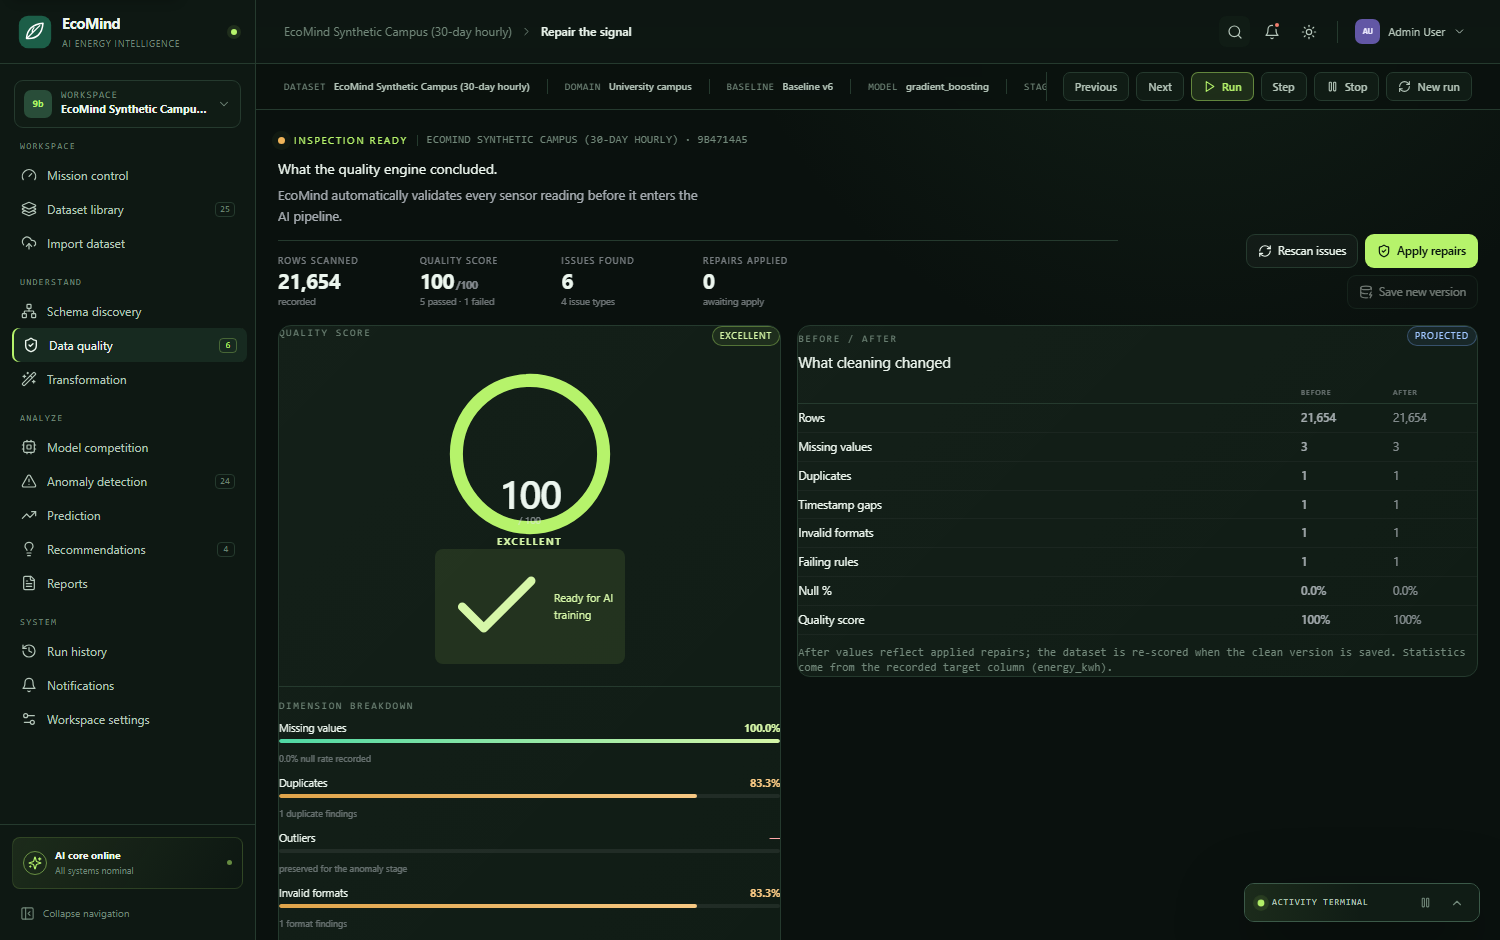 EcoMind
AI ENERGY INTELLIGENCE
EcoMind Synthetic Campus (30-day hourly) > Repair the signal
AU Admin User
9b
WORKSPACE
EcoMind Synthetic Campu...
DATASET EcoMind Synthetic Campus (30-day hourly)
DOMAIN University campus
BASELINE Baseline v6
MODEL gradient_boosting
STAG
Previous
Next
Run
Step
Stop
New run
WORKSPACE
Mission control
Dataset library 25
Import dataset
UNDERSTAND
Schema discovery
Data quality 6
Transformation
ANALYZE
Model competition
Anomaly detection 24
Prediction
Recommendations 4
Reports
SYSTEM
Run history
Notifications
Workspace settings
AI core online
All systems nominal
Collapse navigation
INSPECTION READY ECOMIND SYNTHETIC CAMPUS (30-DAY HOURLY) · 9B4714A5
What the quality engine concluded.
EcoMind automatically validates every sensor reading before it enters the
AI pipeline.
Rescan issues
Apply repairs
Save new version
ROWS SCANNED
21,654
recorded
QUALITY SCORE
100 /100
5 passed · 1 failed
ISSUES FOUND
6
4 issue types
REPAIRS APPLIED
0
awaiting apply
QUALITY SCORE
EXCELLENT
100
/ 100
EXCELLENT
Ready for AI
training
DIMENSION BREAKDOWN
Missing values 100.0%
0.0% null rate recorded
Duplicates 83.3%
1 duplicate findings
Outliers —
preserved for the anomaly stage
Invalid formats 83.3%
1 format findings
BEFORE / AFTER
PROJECTED
What cleaning changed
BEFORE AFTER
Rows 21,654 21,654
Missing values 3 3
Duplicates 1 1
Timestamp gaps 1 1
Invalid formats 1 1
Failing rules 1 1
Null % 0.0% 0.0%
Quality score 100% 100%
After values reflect applied repairs; the dataset is re-scored when the clean version is saved. Statistics
come from the recorded target column (energy_kwh).
ACTIVITY TERMINAL